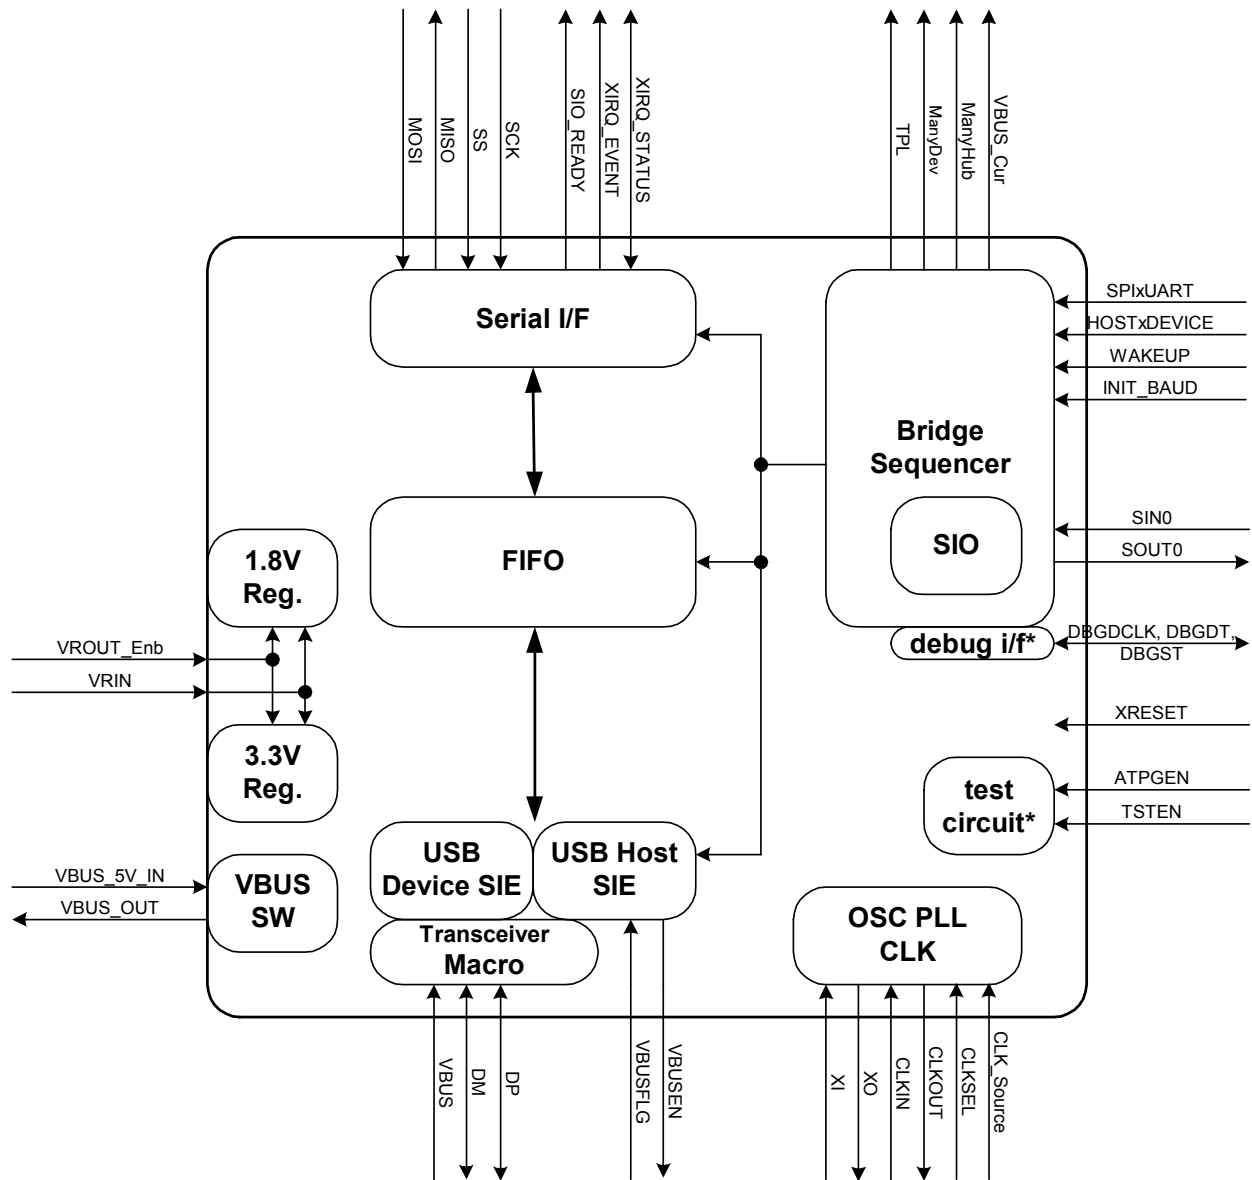 MOSI
MISO
SS
SCK
SIO_READY
XIRQ_EVENT
XIRQ_STATUS
TPL
ManyDev
ManyHub
VBUS_Cur
Serial I/F
SPIxUART
HOSTxDEVICE
WAKEUP
INIT_BAUD
Bridge
Sequencer
FIFO
SIO
SIN0
SOUT0
1.8V
Reg.
debug i/f*
DBGDCLK, DBGDT,
DBGST
VROUT_Enb
VRIN
3.3V
Reg.
XRESET
test
circuit*
ATPGEN
TSTEN
USB
Device SIE
USB Host
SIE
VBUS_5V_IN
VBUS_OUT
VBUS
SW
Transceiver
Macro
OSC PLL
CLK
VBUS
DM
DP
VBUSFLG
VBUSEN
XI
XO
CLKIN
CLKOUT
CLKSEL
CLK_Source